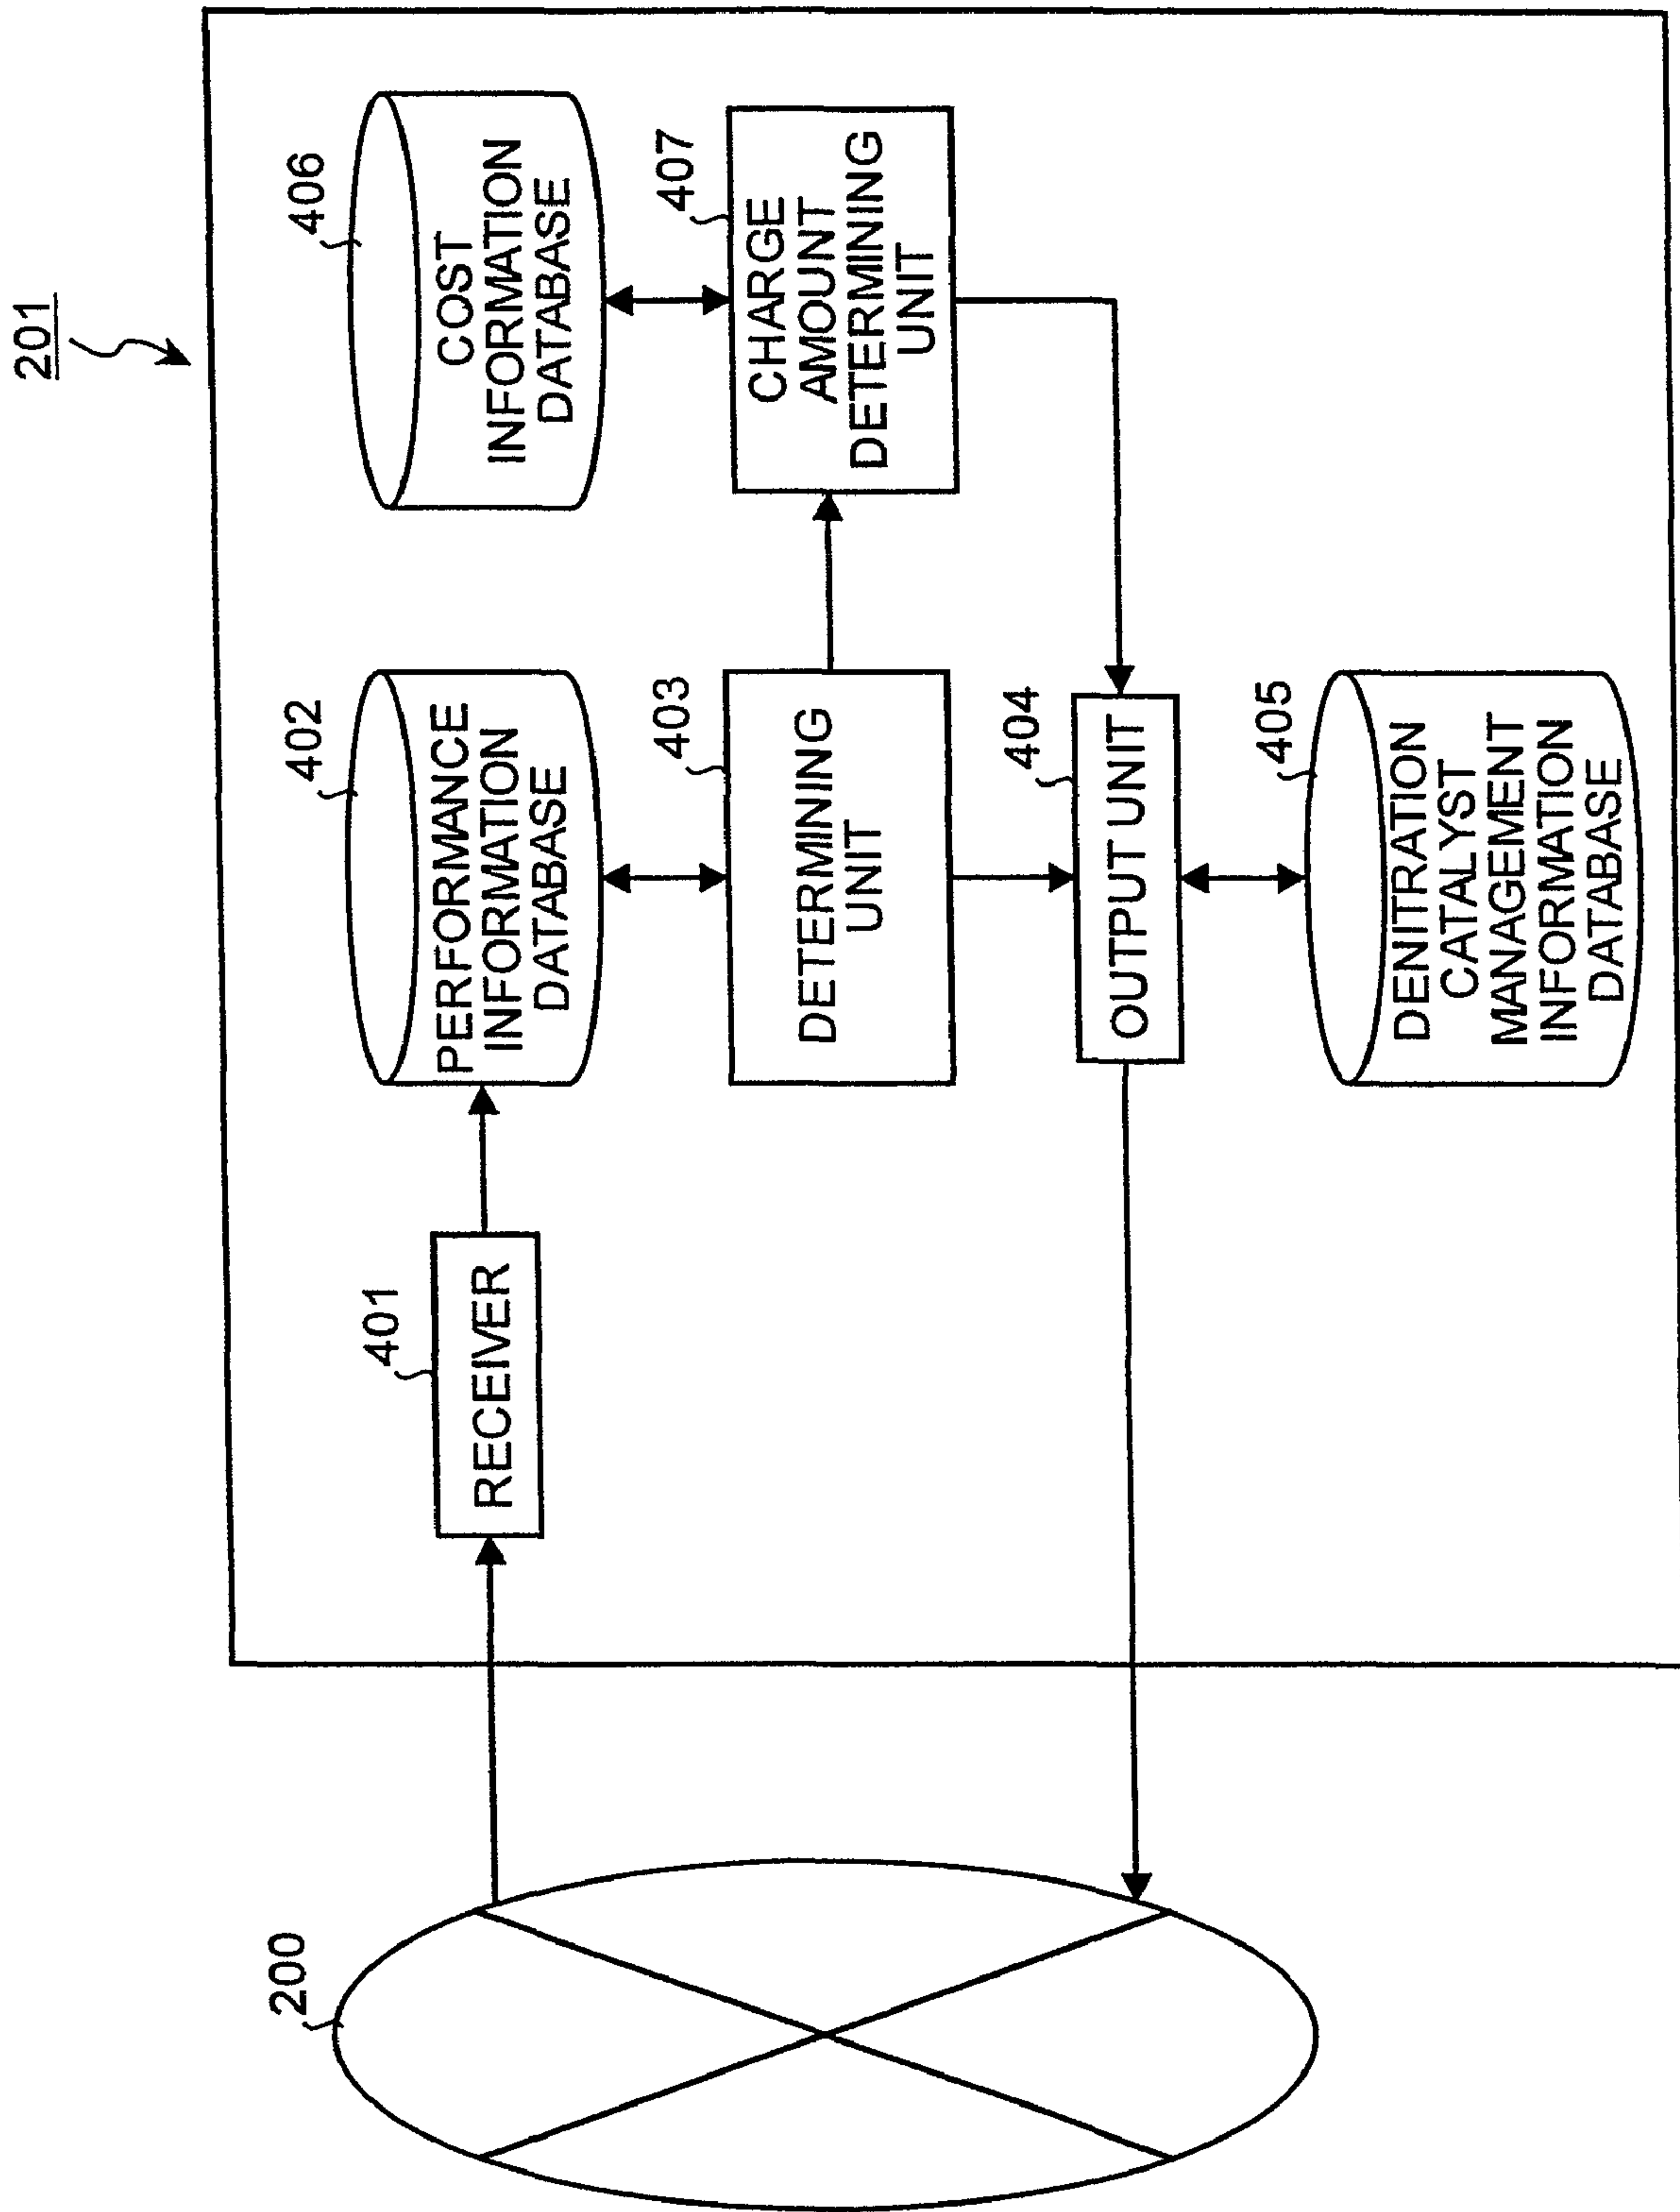 201
200
401
RECEIVER
402
PERFORMANCE
INFORMATION
DATABASE
406
COST
INFORMATION
DATABASE
403
DETERMINING
UNIT
407
CHARGE
AMOUNT
DETERMINING
UNIT
404
OUTPUT UNIT
405
DENITRATION
CATALYST
MANAGEMENT
INFORMATION
DATABASE